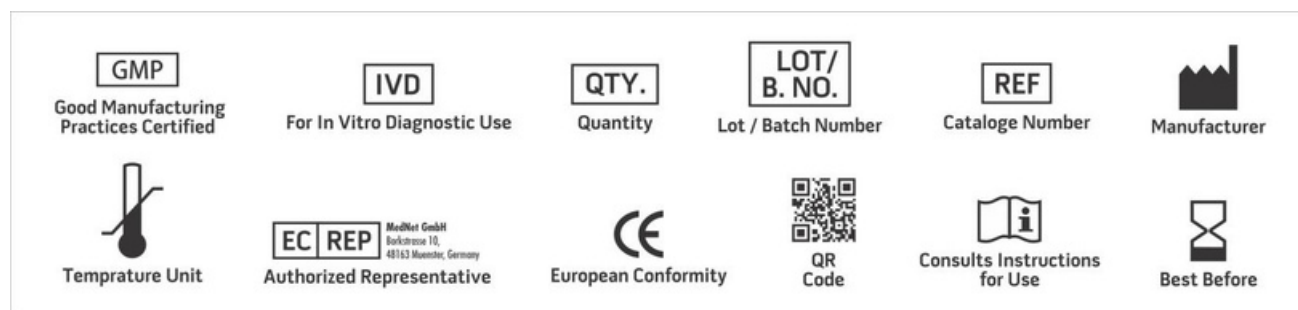 GMP
Good Manufacturing
Practices Certified
IVD
For In Vitro Diagnostic Use
QTY.
Quantity
LOT/
B. NO.
Lot / Batch Number
REF
Cataloge Number
Manufacturer
Temprature Unit
EC REP
MedNet GmbH
Borkstrasse 10,
48163 Muenster, Germany
Authorized Representative
CE
European Conformity
QR
Code
i
Consults Instructions
for Use
Best Before